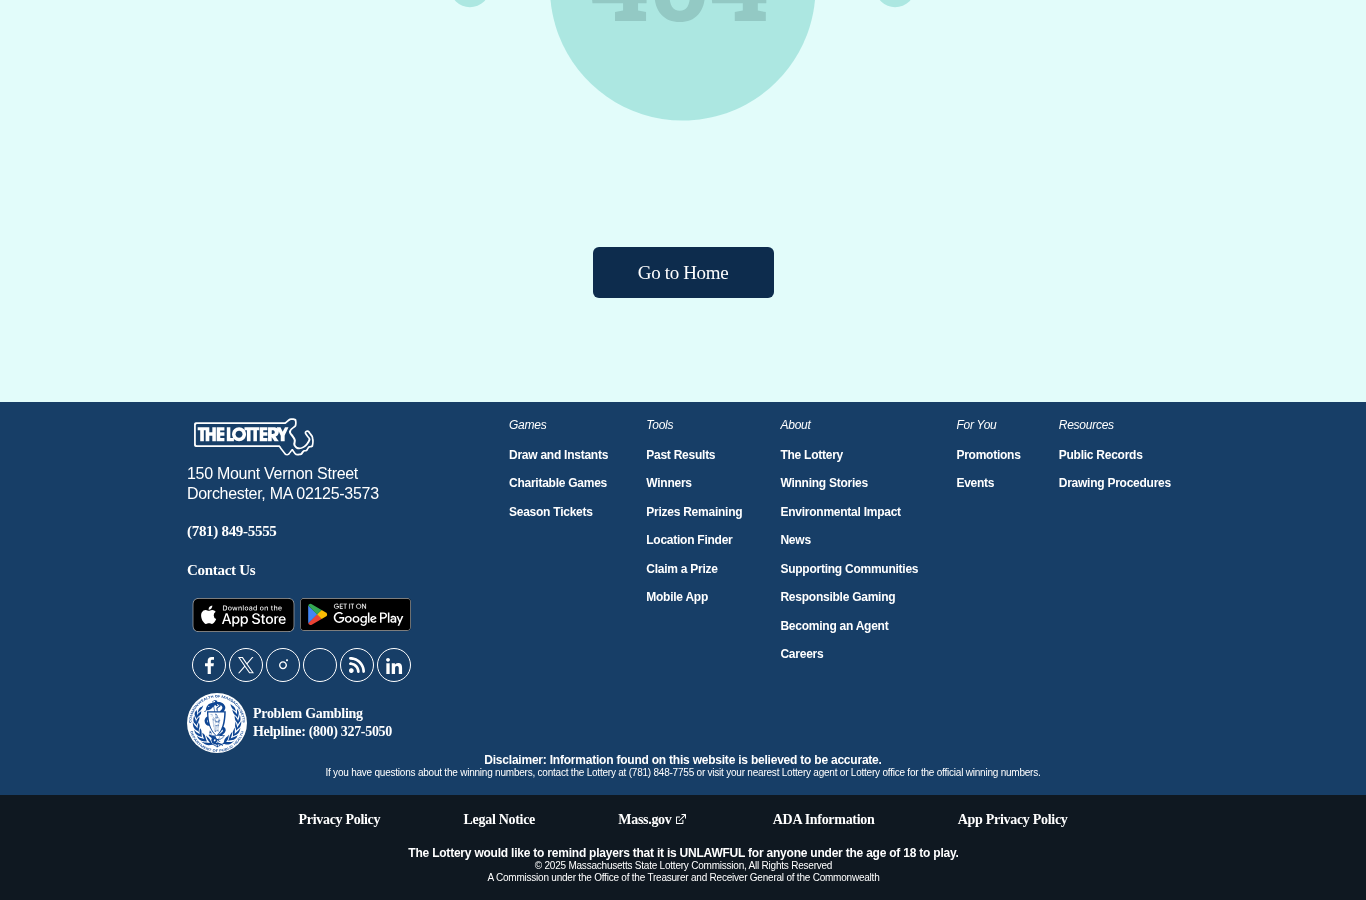 404
Go to Home
THE LOTTERY
150 Mount Vernon Street
Dorchester, MA 02125-3573
(781) 849-5555
Contact Us
Download on the
App Store
GET IT ON
Google Play
Problem Gambling
Helpline: (800) 327-5050
Games
Draw and Instants
Charitable Games
Season Tickets
Tools
Past Results
Winners
Prizes Remaining
Location Finder
Claim a Prize
Mobile App
About
The Lottery
Winning Stories
Environmental Impact
News
Supporting Communities
Responsible Gaming
Becoming an Agent
Careers
For You
Promotions
Events
Resources
Public Records
Drawing Procedures
Disclaimer: Information found on this website is believed to be accurate.
If you have questions about the winning numbers, contact the Lottery at (781) 848-7755 or visit your nearest Lottery agent or Lottery office for the official winning numbers.
Privacy Policy
Legal Notice
Mass.gov
ADA Information
App Privacy Policy
The Lottery would like to remind players that it is UNLAWFUL for anyone under the age of 18 to play.
© 2025 Massachusetts State Lottery Commission, All Rights Reserved
A Commission under the Office of the Treasurer and Receiver General of the Commonwealth